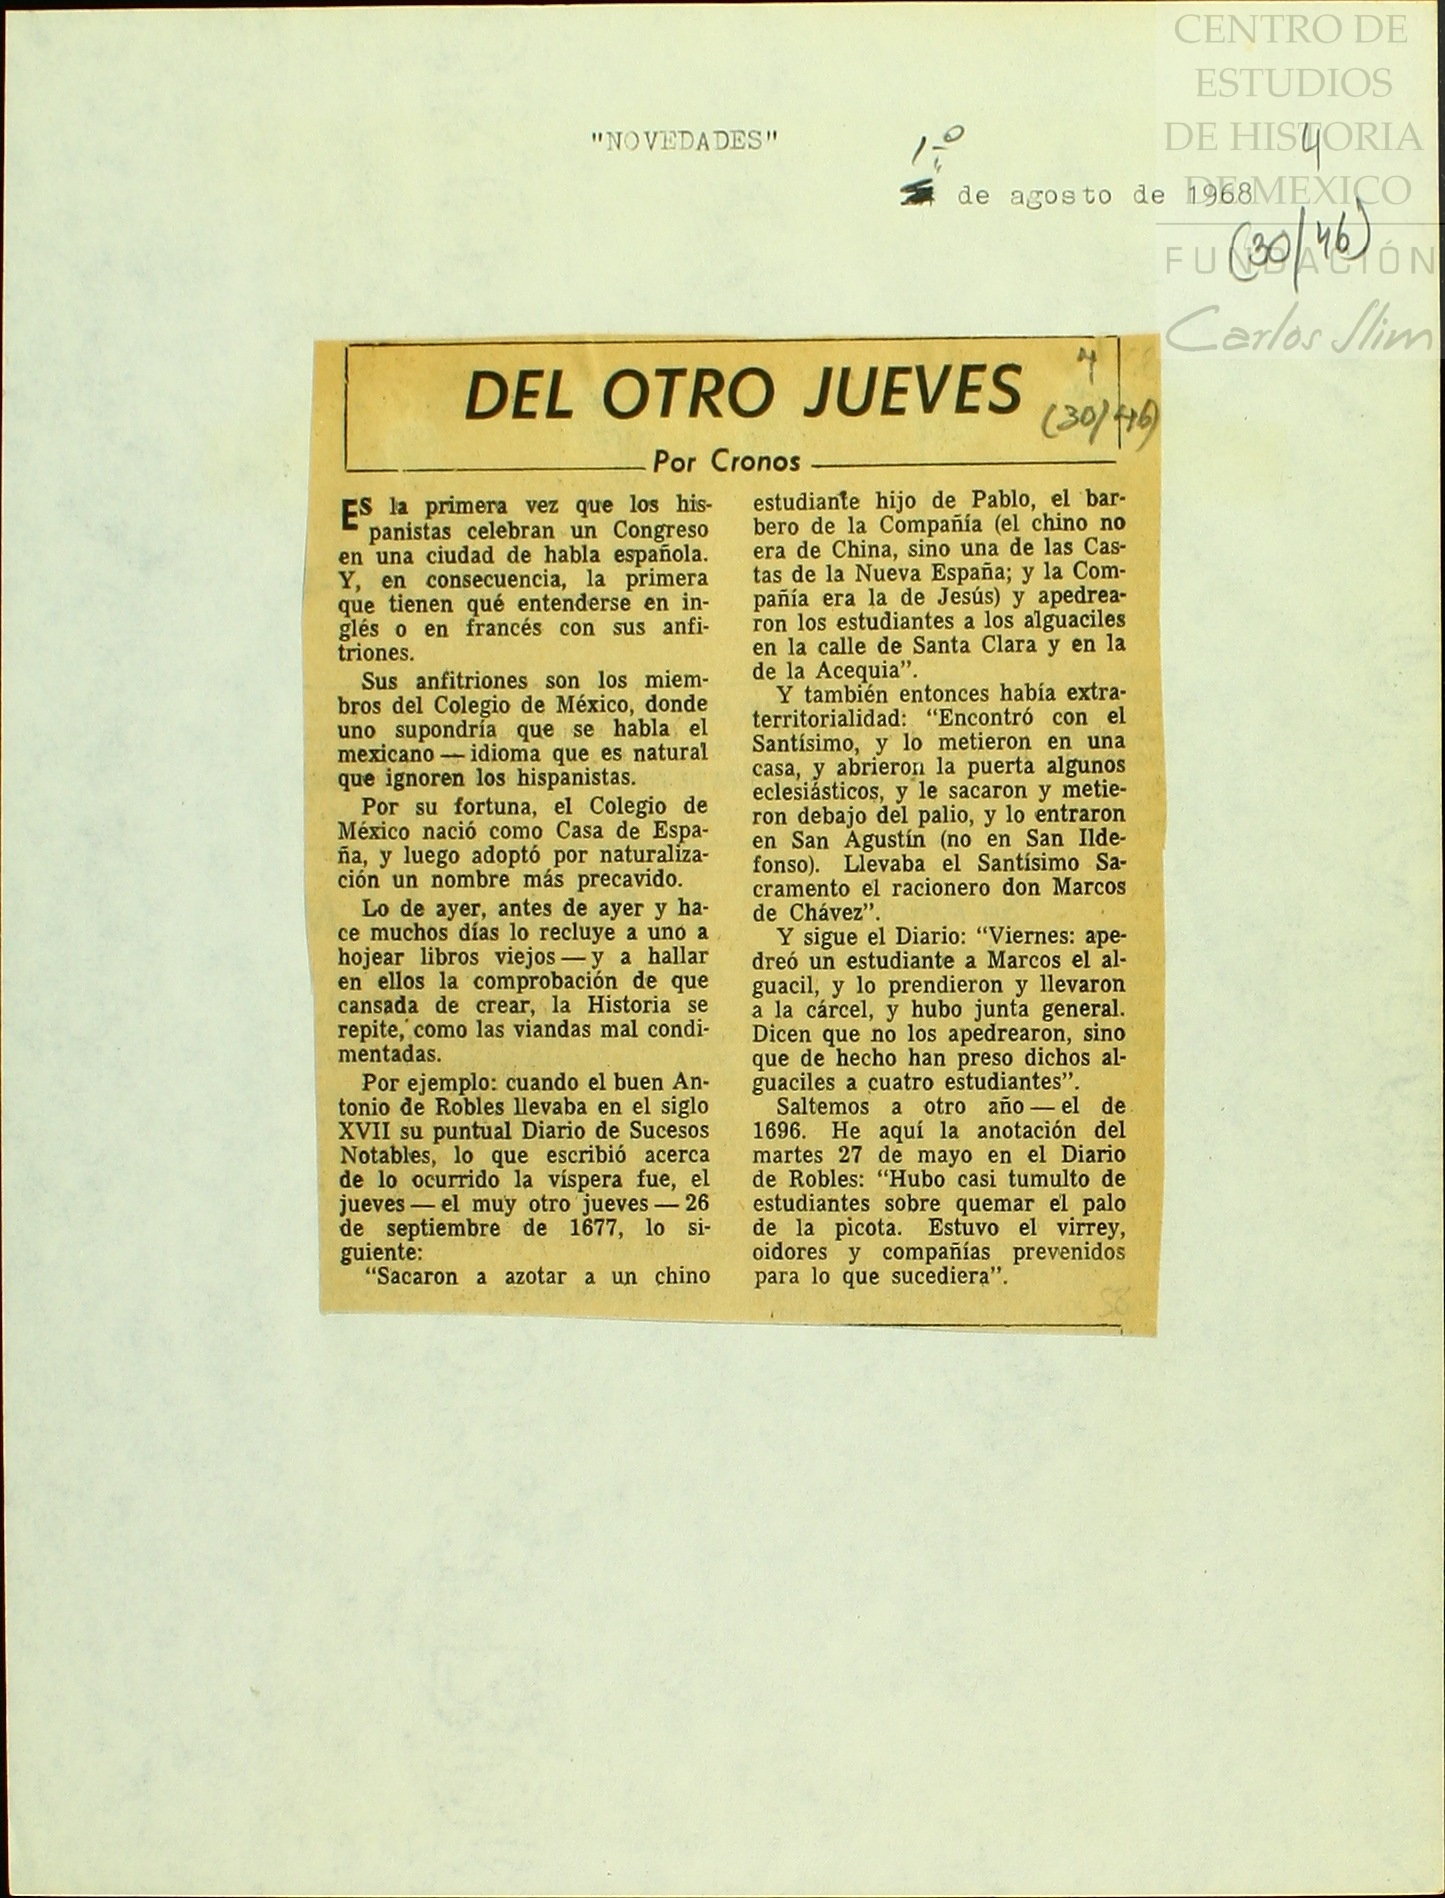 CENTRO DE
ESTUDIOS
DE HISTORIA
DE MEXICO
FUNDACIÓN
Carlos Slim
"NOVEDADES"
4
1º
de agosto de 1968
(30/46)
DEL OTRO JUEVES
4
(30/46)
Por Cronos
ES la primera vez que los his-
panistas celebran un Congreso
en una ciudad de habla española.
Y, en consecuencia, la primera
que tienen qué entenderse en in-
glés o en francés con sus anfi-
triones.
Sus anfitriones son los miem-
bros del Colegio de México, donde
uno supondría que se habla el
mexicano — idioma que es natural
que ignoren los hispanistas.
Por su fortuna, el Colegio de
México nació como Casa de Espa-
ña, y luego adoptó por naturaliza-
ción un nombre más precavido.
Lo de ayer, antes de ayer y ha-
ce muchos días lo recluye a uno a
hojear libros viejos — y a hallar
en ellos la comprobación de que
cansada de crear, la Historia se
repite, como las viandas mal condi-
mentadas.
Por ejemplo: cuando el buen An-
tonio de Robles llevaba en el siglo
XVII su puntual Diario de Sucesos
Notables, lo que escribió acerca
de lo ocurrido la víspera fue, el
jueves — el muy otro jueves — 26
de septiembre de 1677, lo si-
guiente:
"Sacaron a azotar a un chino
estudiante hijo de Pablo, el bar-
bero de la Compañía (el chino no
era de China, sino una de las Cas-
tas de la Nueva España; y la Com-
pañía era la de Jesús) y apedrea-
ron los estudiantes a los alguaciles
en la calle de Santa Clara y en la
de la Acequia".
Y también entonces había extra-
territorialidad: "Encontró con el
Santísimo, y lo metieron en una
casa, y abrieron la puerta algunos
eclesiásticos, y le sacaron y metie-
ron debajo del palio, y lo entraron
en San Agustín (no en San Ilde-
fonso). Llevaba el Santísimo Sa-
cramento el racionero don Marcos
de Chávez".
Y sigue el Diario: "Viernes: ape-
dreó un estudiante a Marcos el al-
guacil, y lo prendieron y llevaron
a la cárcel, y hubo junta general.
Dicen que no los apedrearon, sino
que de hecho han preso dichos al-
guaciles a cuatro estudiantes".
Saltemos a otro año — el de
1696. He aquí la anotación del
martes 27 de mayo en el Diario
de Robles: "Hubo casi tumulto de
estudiantes sobre quemar el palo
de la picota. Estuvo el virrey,
oidores y compañías prevenidos
para lo que sucediera".